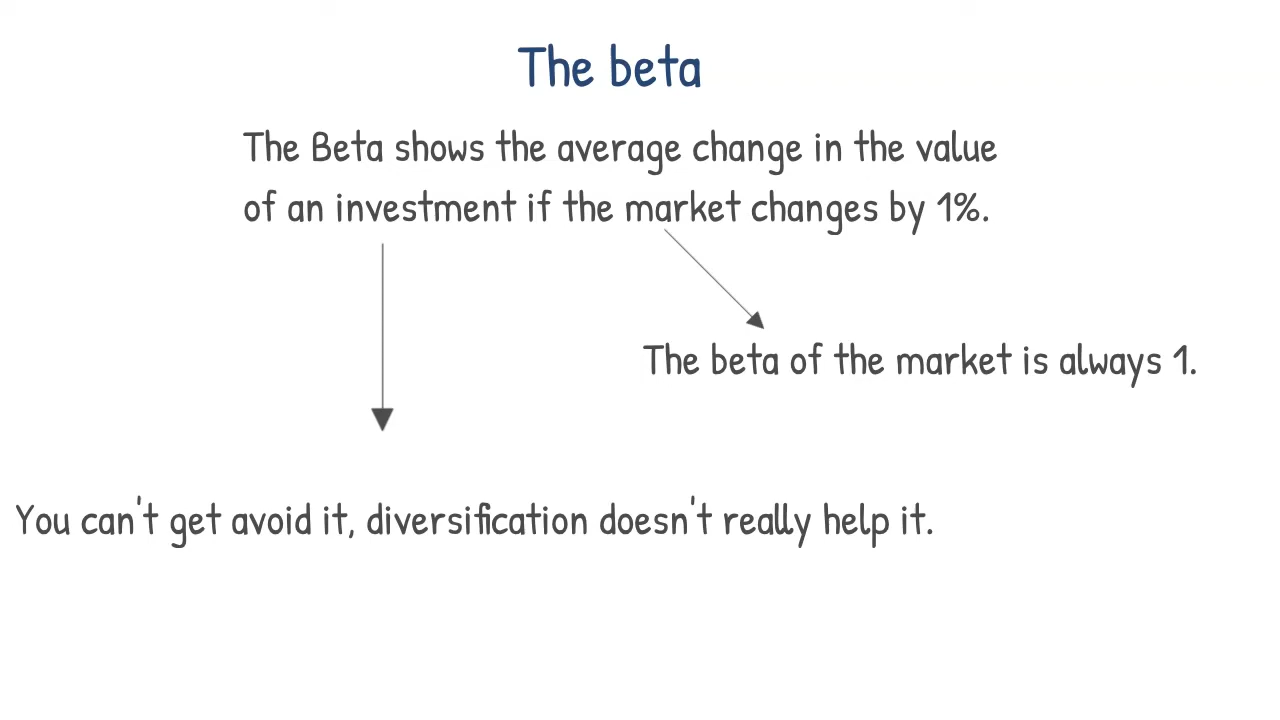 The beta
The Beta shows the average change in the value
of an investment if the market changes by 1%.
The beta of the market is always 1.
You can't get avoid it, diversification doesn't really help it.